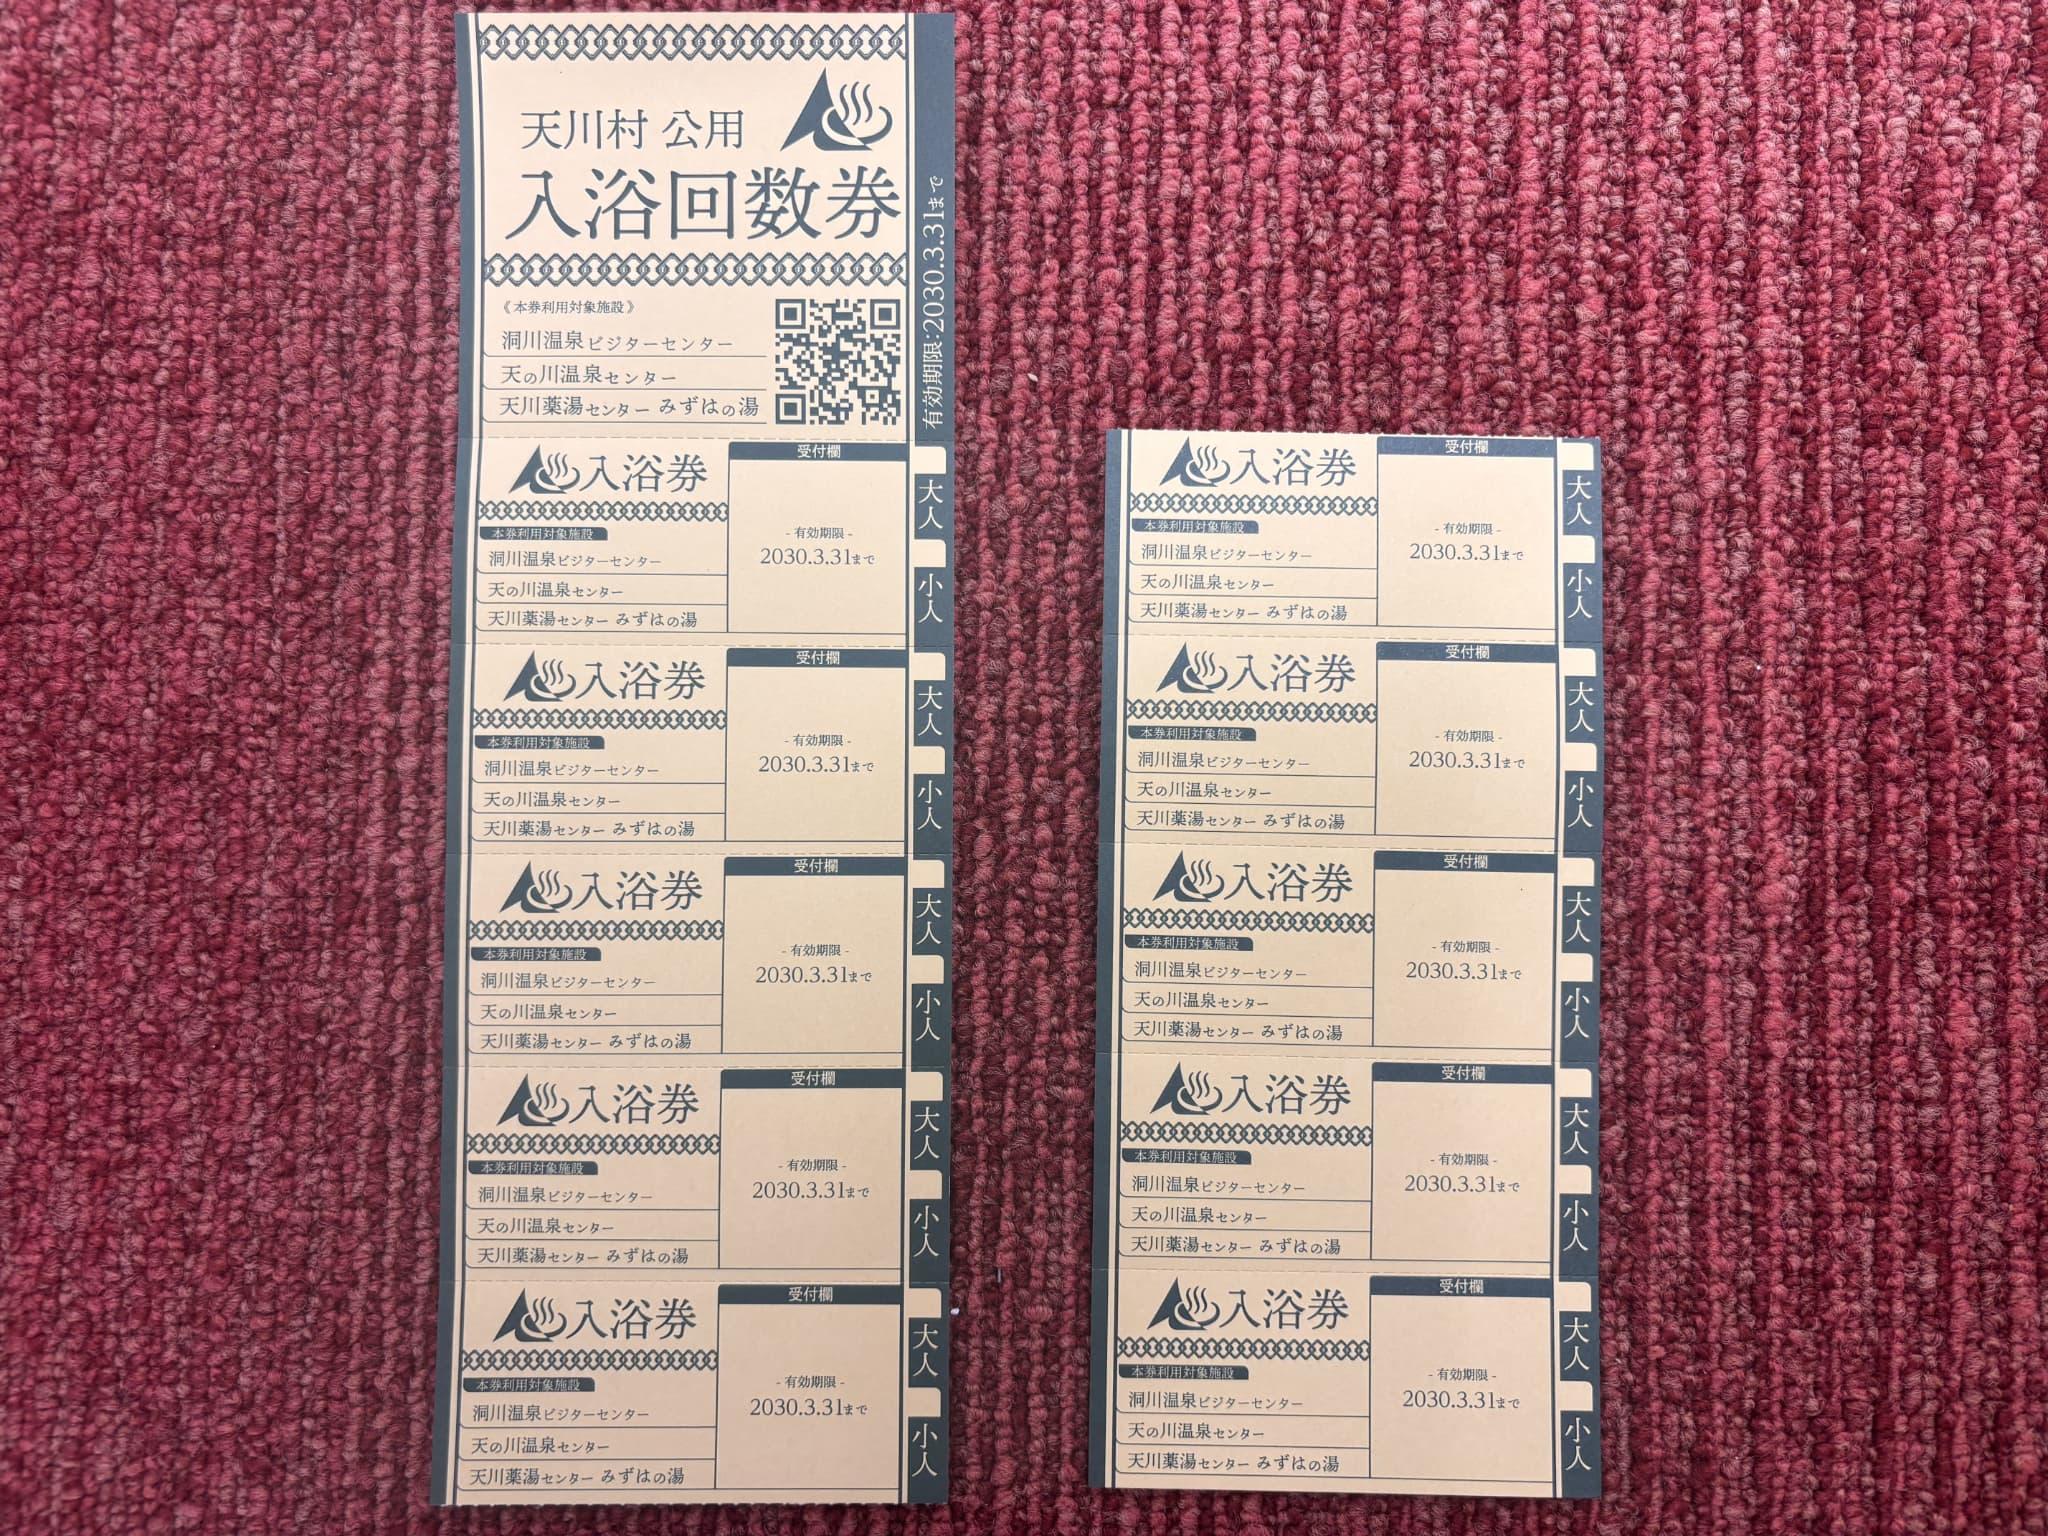 天川村 公用
入浴回数券
有効期限:2030.3.31まで
《本券利用対象施設》
洞川温泉ビジターセンター
天の川温泉センター
天川薬湯センター みずはの湯
入浴券
受付欄
本券利用対象施設
洞川温泉ビジターセンター
天の川温泉センター
天川薬湯センター みずはの湯
- 有効期限 -
2030.3.31まで
大人
小人
入浴券
受付欄
本券利用対象施設
洞川温泉ビジターセンター
天の川温泉センター
天川薬湯センター みずはの湯
- 有効期限 -
2030.3.31まで
大人
小人
入浴券
受付欄
本券利用対象施設
洞川温泉ビジターセンター
天の川温泉センター
天川薬湯センター みずはの湯
- 有効期限 -
2030.3.31まで
大人
小人
入浴券
受付欄
本券利用対象施設
洞川温泉ビジターセンター
天の川温泉センター
天川薬湯センター みずはの湯
- 有効期限 -
2030.3.31まで
大人
小人
入浴券
受付欄
本券利用対象施設
洞川温泉ビジターセンター
天の川温泉センター
天川薬湯センター みずはの湯
- 有効期限 -
2030.3.31まで
大人
小人
入浴券
受付欄
本券利用対象施設
洞川温泉ビジターセンター
天の川温泉センター
天川薬湯センター みずはの湯
- 有効期限 -
2030.3.31まで
大人
小人
入浴券
受付欄
本券利用対象施設
洞川温泉ビジターセンター
天の川温泉センター
天川薬湯センター みずはの湯
- 有効期限 -
2030.3.31まで
大人
小人
入浴券
受付欄
本券利用対象施設
洞川温泉ビジターセンター
天の川温泉センター
天川薬湯センター みずはの湯
- 有効期限 -
2030.3.31まで
大人
小人
入浴券
受付欄
本券利用対象施設
洞川温泉ビジターセンター
天の川温泉センター
天川薬湯センター みずはの湯
- 有効期限 -
2030.3.31まで
大人
小人
入浴券
受付欄
本券利用対象施設
洞川温泉ビジターセンター
天の川温泉センター
天川薬湯センター みずはの湯
- 有効期限 -
2030.3.31まで
大人
小人